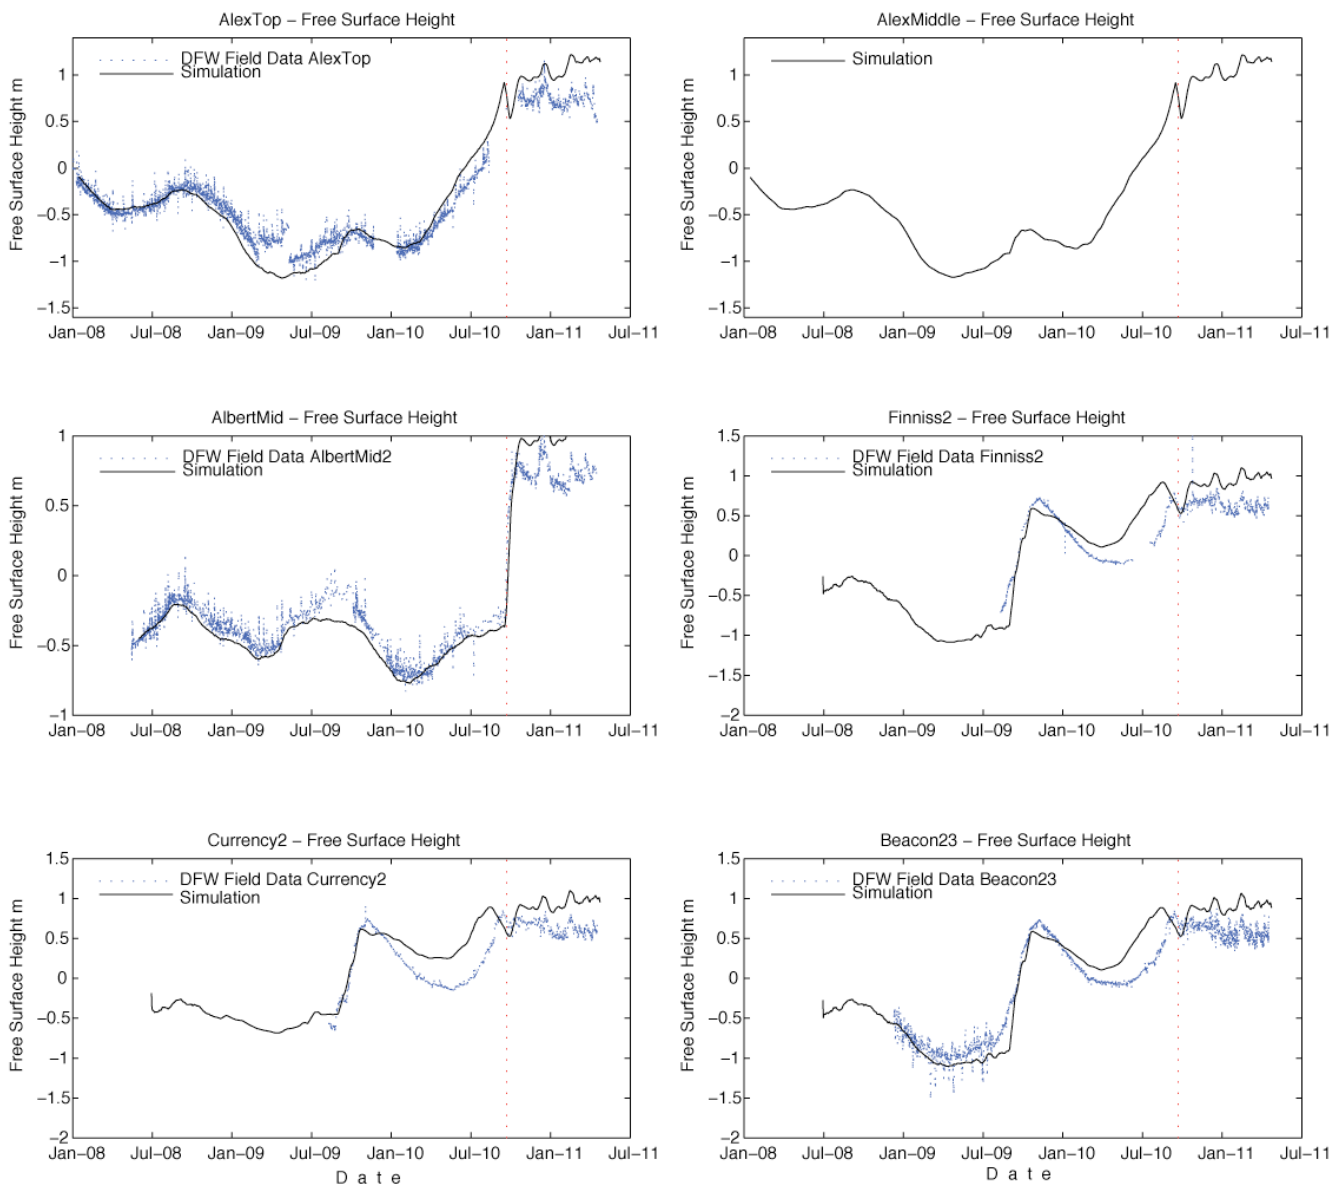 AlexTop – Free Surface Height
DFW Field Data AlexTop
Simulation
Free Surface Height m
1
0.5
0
−0.5
−1
−1.5
Jan−08 Jul−08 Jan−09 Jul−09 Jan−10 Jul−10 Jan−11 Jul−11
AlexMiddle – Free Surface Height
Simulation
Free Surface Height m
1
0.5
0
−0.5
−1
−1.5
Jan−08 Jul−08 Jan−09 Jul−09 Jan−10 Jul−10 Jan−11 Jul−11
AlbertMid – Free Surface Height
DFW Field Data AlbertMid2
Simulation
Free Surface Height m
1
0.5
0
−0.5
−1
Jan−08 Jul−08 Jan−09 Jul−09 Jan−10 Jul−10 Jan−11 Jul−11
Finniss2 – Free Surface Height
DFW Field Data Finniss2
Simulation
Free Surface Height m
1.5
1
0.5
0
−0.5
−1
−1.5
−2
Jan−08 Jul−08 Jan−09 Jul−09 Jan−10 Jul−10 Jan−11 Jul−11
Currency2 – Free Surface Height
DFW Field Data Currency2
Simulation
Free Surface Height m
1.5
1
0.5
0
−0.5
−1
−1.5
−2
Jan−08 Jul−08 Jan−09 Jul−09 Jan−10 Jul−10 Jan−11 Jul−11
D a t e
Beacon23 – Free Surface Height
DFW Field Data Beacon23
Simulation
Free Surface Height m
1.5
1
0.5
0
−0.5
−1
−1.5
−2
Jan−08 Jul−08 Jan−09 Jul−09 Jan−10 Jul−10 Jan−11 Jul−11
D a t e